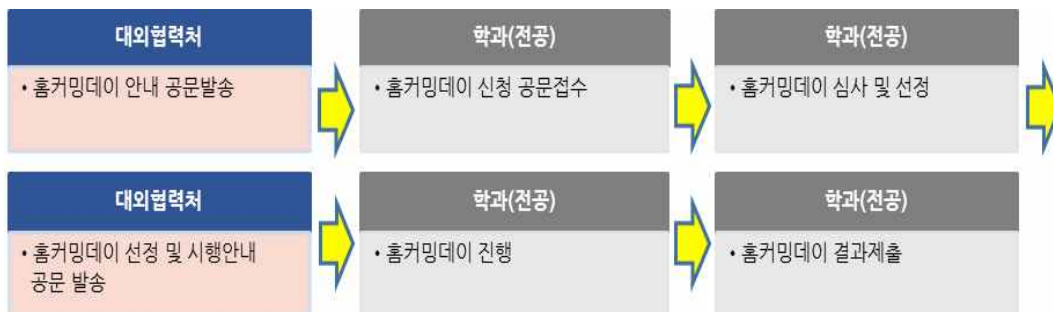 대외협력처
• 홈커밍데이 안내 공문발송
학과(전공)
• 홈커밍데이 신청 공문접수
학과(전공)
• 홈커밍데이 심사 및 선정
대외협력처
• 홈커밍데이 선정 및 시행안내
공문 발송
학과(전공)
• 홈커밍데이 진행
학과(전공)
• 홈커밍데이 결과제출